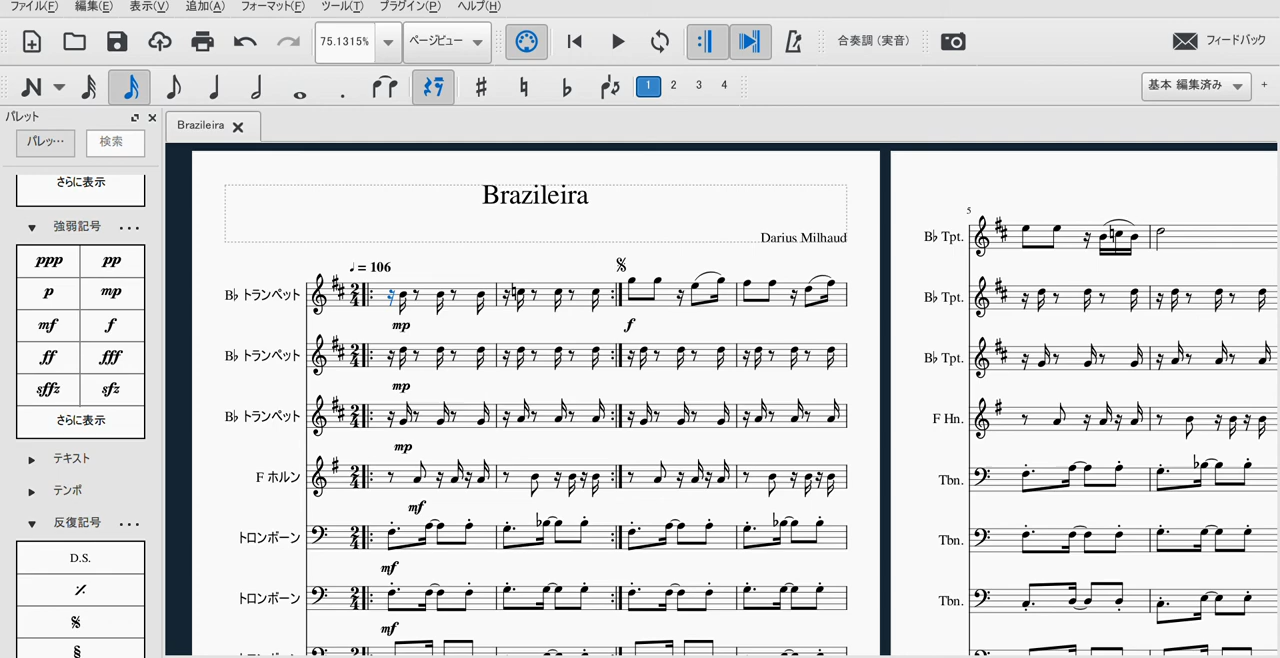 ファイル(F) 編集(E) 表示(V) 追加(A) フォーマット(F) ツール(T) プラグイン(P) ヘルプ(H)
75.1315% ページビュー 合奏調 (実音) フィードバック
1 2 3 4 基本 編集済み +
パレット
パレッ… 検索
Brazileira
さらに表示
強弱記号 ...
ppp pp
p mp
mf f
ff fff
sffz sfz
さらに表示
テキスト
テンポ
反復記号 ...
D.S.
Brazileira
Darius Milhaud
♩ = 106
B♭ トランペット
mp
f
B♭ トランペット
mp
B♭ トランペット
mp
F ホルン
mf
トロンボーン
mf
トロンボーン
mf
5
B♭ Tpt.
B♭ Tpt.
B♭ Tpt.
F Hn.
Tbn.
Tbn.
Tbn.